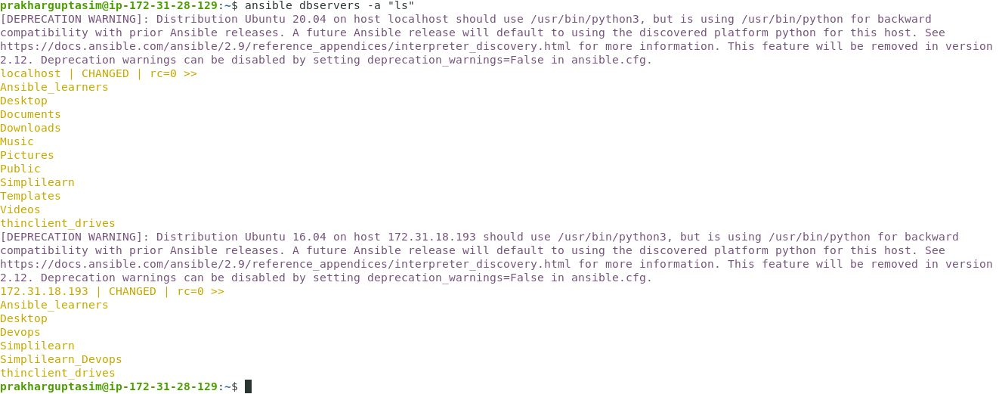 prakharguptasim@ip-172-31-28-129:~$ ansible dbservers -a "ls"
[DEPRECATION WARNING]: Distribution Ubuntu 20.04 on host localhost should use /usr/bin/python3, but is using /usr/bin/python for backward
compatibility with prior Ansible releases. A future Ansible release will default to using the discovered platform python for this host. See
https://docs.ansible.com/ansible/2.9/reference_appendices/interpreter_discovery.html for more information. This feature will be removed in version
2.12. Deprecation warnings can be disabled by setting deprecation_warnings=False in ansible.cfg.
localhost | CHANGED | rc=0 >>
Ansible_learners
Desktop
Documents
Downloads
Music
Pictures
Public
Simplilearn
Templates
Videos
thinclient_drives
[DEPRECATION WARNING]: Distribution Ubuntu 16.04 on host 172.31.18.193 should use /usr/bin/python3, but is using /usr/bin/python for backward
compatibility with prior Ansible releases. A future Ansible release will default to using the discovered platform python for this host. See
https://docs.ansible.com/ansible/2.9/reference_appendices/interpreter_discovery.html for more information. This feature will be removed in version
2.12. Deprecation warnings can be disabled by setting deprecation_warnings=False in ansible.cfg.
172.31.18.193 | CHANGED | rc=0 >>
Ansible_learners
Desktop
Devops
Simplilearn
Simplilearn_Devops
thinclient_drives
prakharguptasim@ip-172-31-28-129:~$